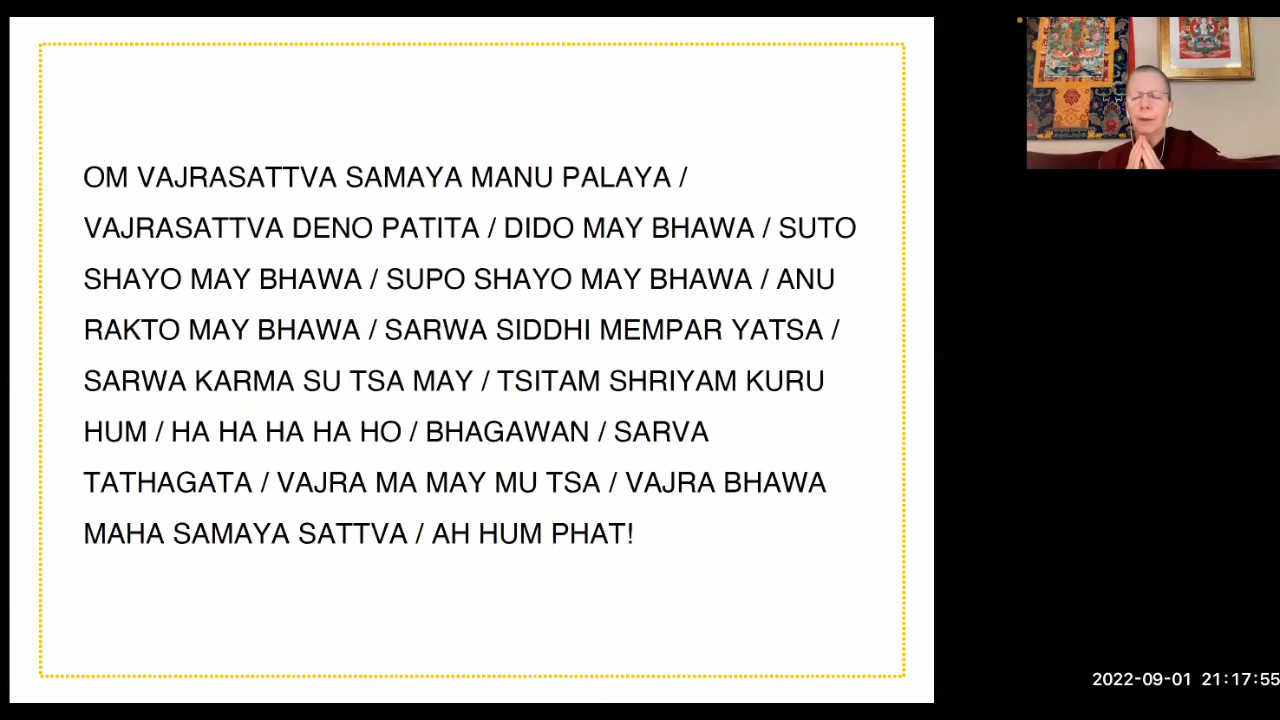 OM VAJRASATTVA SAMAYA MANU PALAYA /
VAJRASATTVA DENO PATITA / DIDO MAY BHAWA / SUTO
SHAYO MAY BHAWA / SUPO SHAYO MAY BHAWA / ANU
RAKTO MAY BHAWA / SARWA SIDDHI MEMPAR YATSA /
SARWA KARMA SU TSA MAY / TSITAM SHRIYAM KURU
HUM / HA HA HA HA HO / BHAGAWAN / SARVA
TATHAGATA / VAJRA MA MAY MU TSA / VAJRA BHAWA
MAHA SAMAYA SATTVA / AH HUM PHAT!
2022-09-01 21:17:55